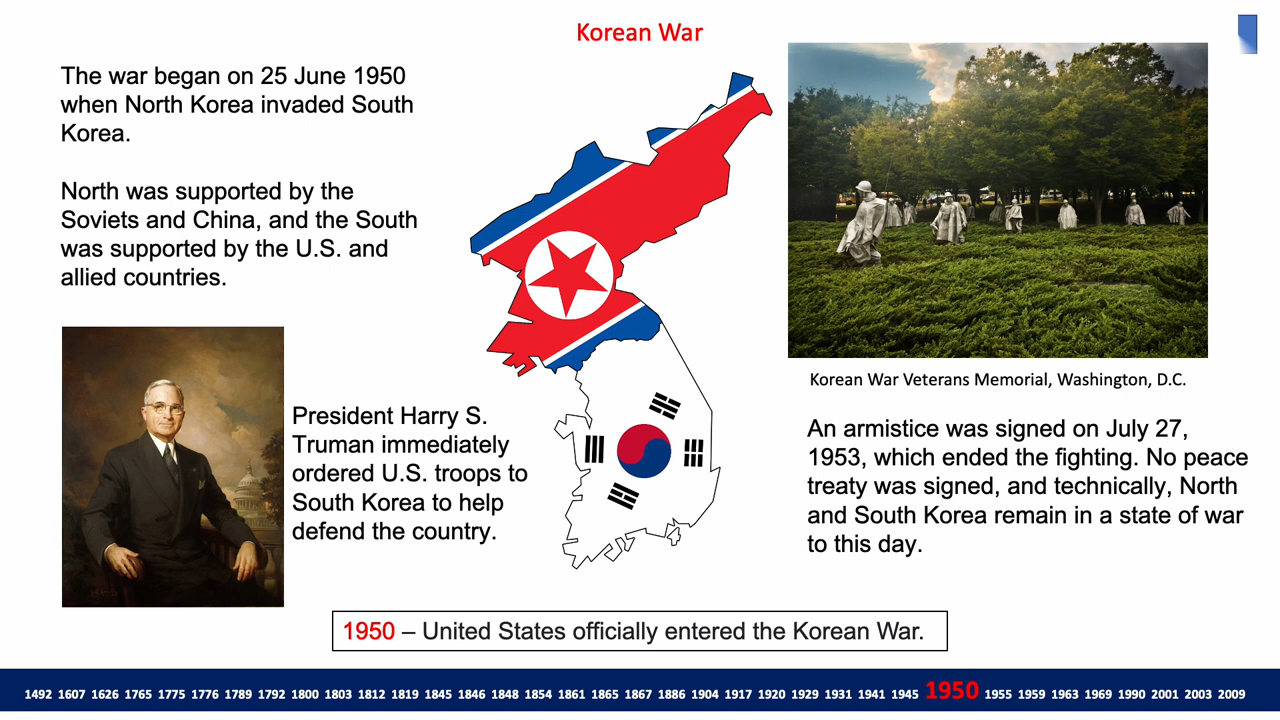 Korean War
The war began on 25 June 1950
when North Korea invaded South
Korea.
North was supported by the
Soviets and China, and the South
was supported by the U.S. and
allied countries.
President Harry S.
Truman immediately
ordered U.S. troops to
South Korea to help
defend the country.
Korean War Veterans Memorial, Washington, D.C.
An armistice was signed on July 27,
1953, which ended the fighting. No peace
treaty was signed, and technically, North
and South Korea remain in a state of war
to this day.
1950 – United States officially entered the Korean War.
1492 1607 1626 1765 1775 1776 1789 1792 1800 1803 1812 1819 1845 1846 1848 1854 1861 1865 1867 1886 1904 1917 1920 1929 1931 1941 1945 1950 1955 1959 1963 1969 1990 2001 2003 2009